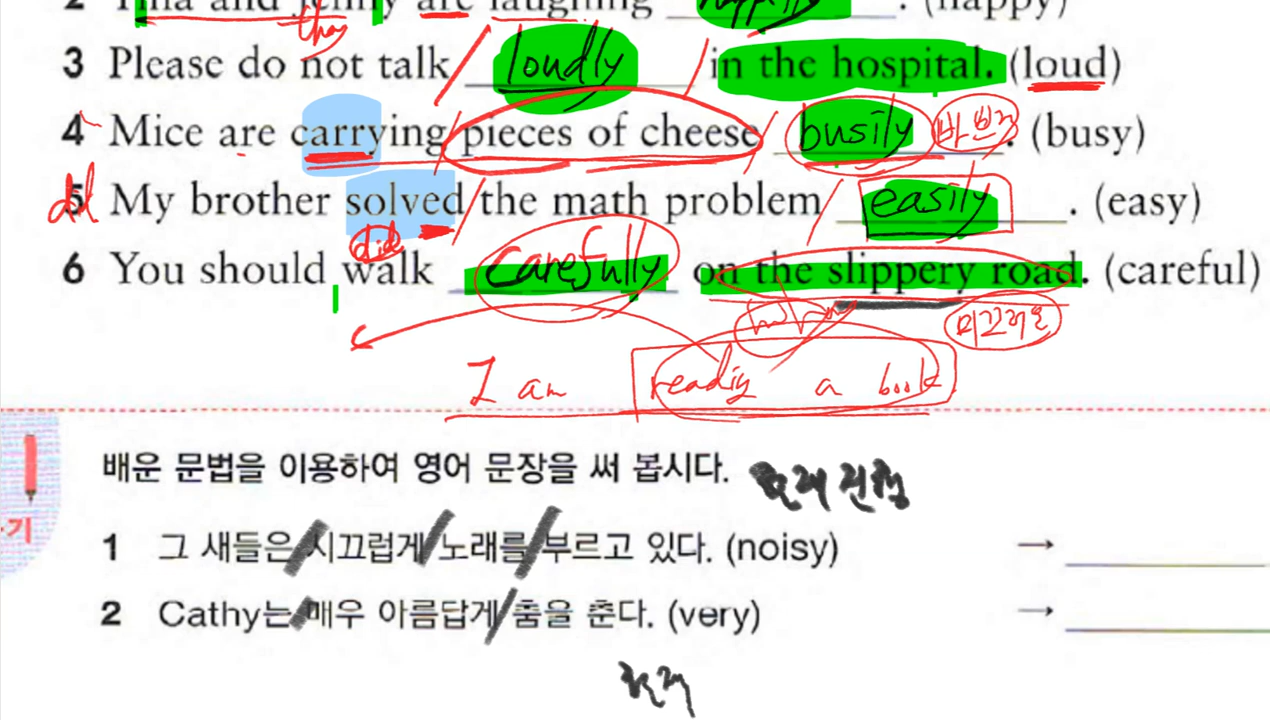 2 Tina and Jenny are laughing happily. (happy)
they
3 Please do not talk loudly in the hospital. (loud)
4 Mice are carrying pieces of cheese busily. (busy)
바쁘게
5 My brother solved the math problem easily. (easy)
did
6 You should walk carefully on the slippery road. (careful)
미끄러운
I am readig a book
배운 문법을 이용하여 영어 문장을 써 봅시다.
현재 진행
1 그 새들은 시끄럽게 노래를 부르고 있다. (noisy) →
2 Cathy는 매우 아름답게 춤을 춘다. (very) →
현재